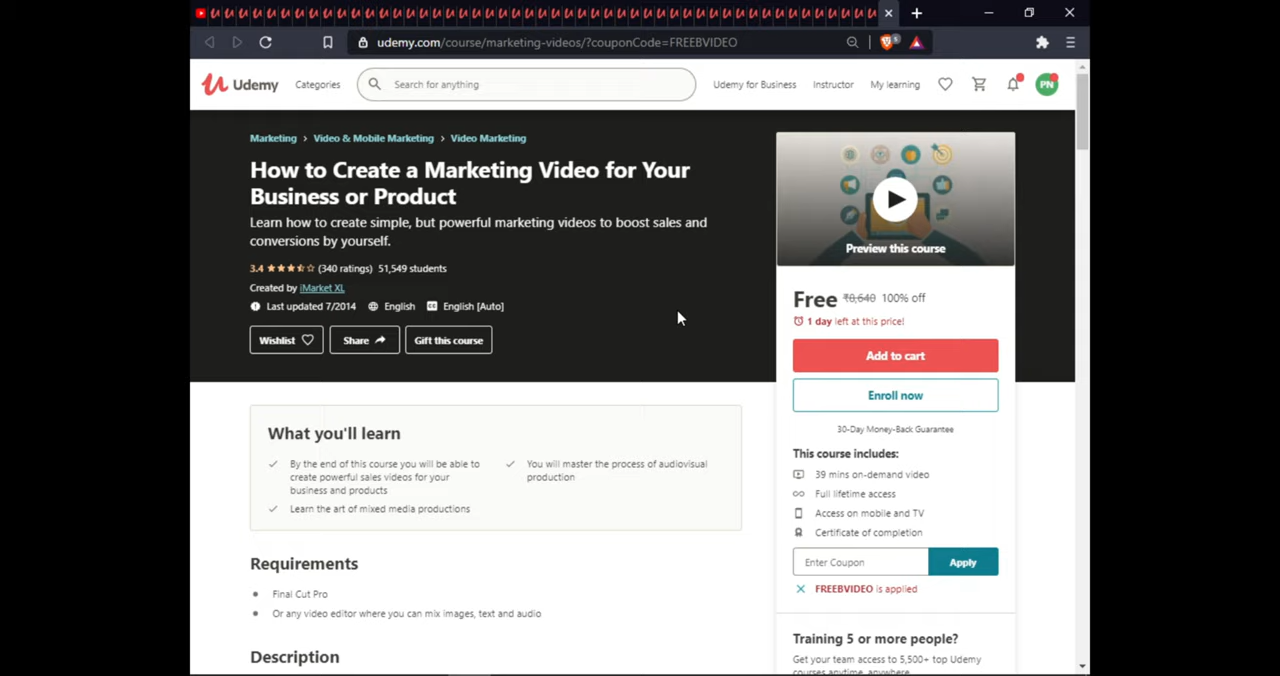 udemy.com/course/marketing-videos/?couponCode=FREEBVIDEO
Udemy
Categories
Search for anything
Udemy for Business
Instructor
My learning
PN
Marketing > Video & Mobile Marketing > Video Marketing
How to Create a Marketing Video for Your
Business or Product
Learn how to create simple, but powerful marketing videos to boost sales and
conversions by yourself.
3.4 (340 ratings) 51,549 students
Created by iMarket XL
Last updated 7/2014 English English [Auto]
Wishlist
Share
Gift this course
Preview this course
Free ₹8,640 100% off
1 day left at this price!
Add to cart
Enroll now
30-Day Money-Back Guarantee
This course includes:
39 mins on-demand video
Full lifetime access
Access on mobile and TV
Certificate of completion
Enter Coupon
Apply
FREEBVIDEO is applied
Training 5 or more people?
Get your team access to 5,500+ top Udemy
courses anytime, anywhere.
What you'll learn
By the end of this course you will be able to
create powerful sales videos for your
business and products
You will master the process of audiovisual
production
Learn the art of mixed media productions
Requirements
Final Cut Pro
Or any video editor where you can mix images, text and audio
Description